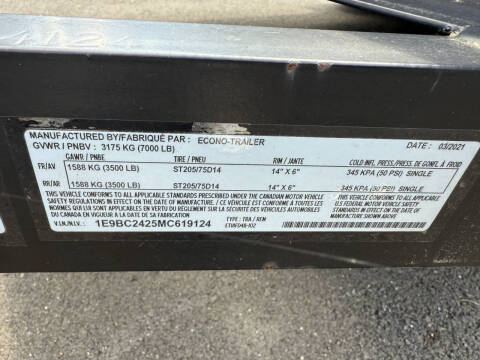 MANUFACTURED BY/FABRIQUÉ PAR : ECONO-TRAILER DATE : 03/2021
GVWR / PNBV : 3175 KG (7000 LB)
GAWR / PNBE TIRE / PNEU RIM / JANTE COLD INFL. PRESS/PRESS. DE GONFL. À FROID
FR/AV 1588 KG (3500 LB) ST205/75D14 14" X 6" 345 KPA (50 PSI) SINGLE
RR/AR 1588 KG (3500 LB) ST205/75D14 14" X 6" 345 KPA (50 PSI) SINGLE
THIS VEHICLE CONFORMS TO ALL APPLICABLE STANDARDS PRESCRIBED UNDER THE CANADIAN MOTOR VEHICLE
SAFETY REGULATIONS IN EFFECT ON THE DATE OF MANUFACTURE / CE VÉHICULE EST CONFORME À
TOUTES LES NORMES QUI LUI SONT APPLICABLES EN VERTU DU RÈGLEMENT SUR LA SÉCURITÉ DES VÉHICULES AUTOMOBILES
DU CANADA EN VIGUEUR À LA DATE DE SA FABRICATION
THIS VEHICLE CONFORMS TO ALL APPLICABLE
U.S. FEDERAL MOTOR VEHICLE SAFETY
STANDARDS IN EFFECT ON THE DATE OF
MANUFACTURE SHOWN ABOVE
V.I.N./N.I.V. : 1E9BC2425MC619124 TYPE : TRA / REM